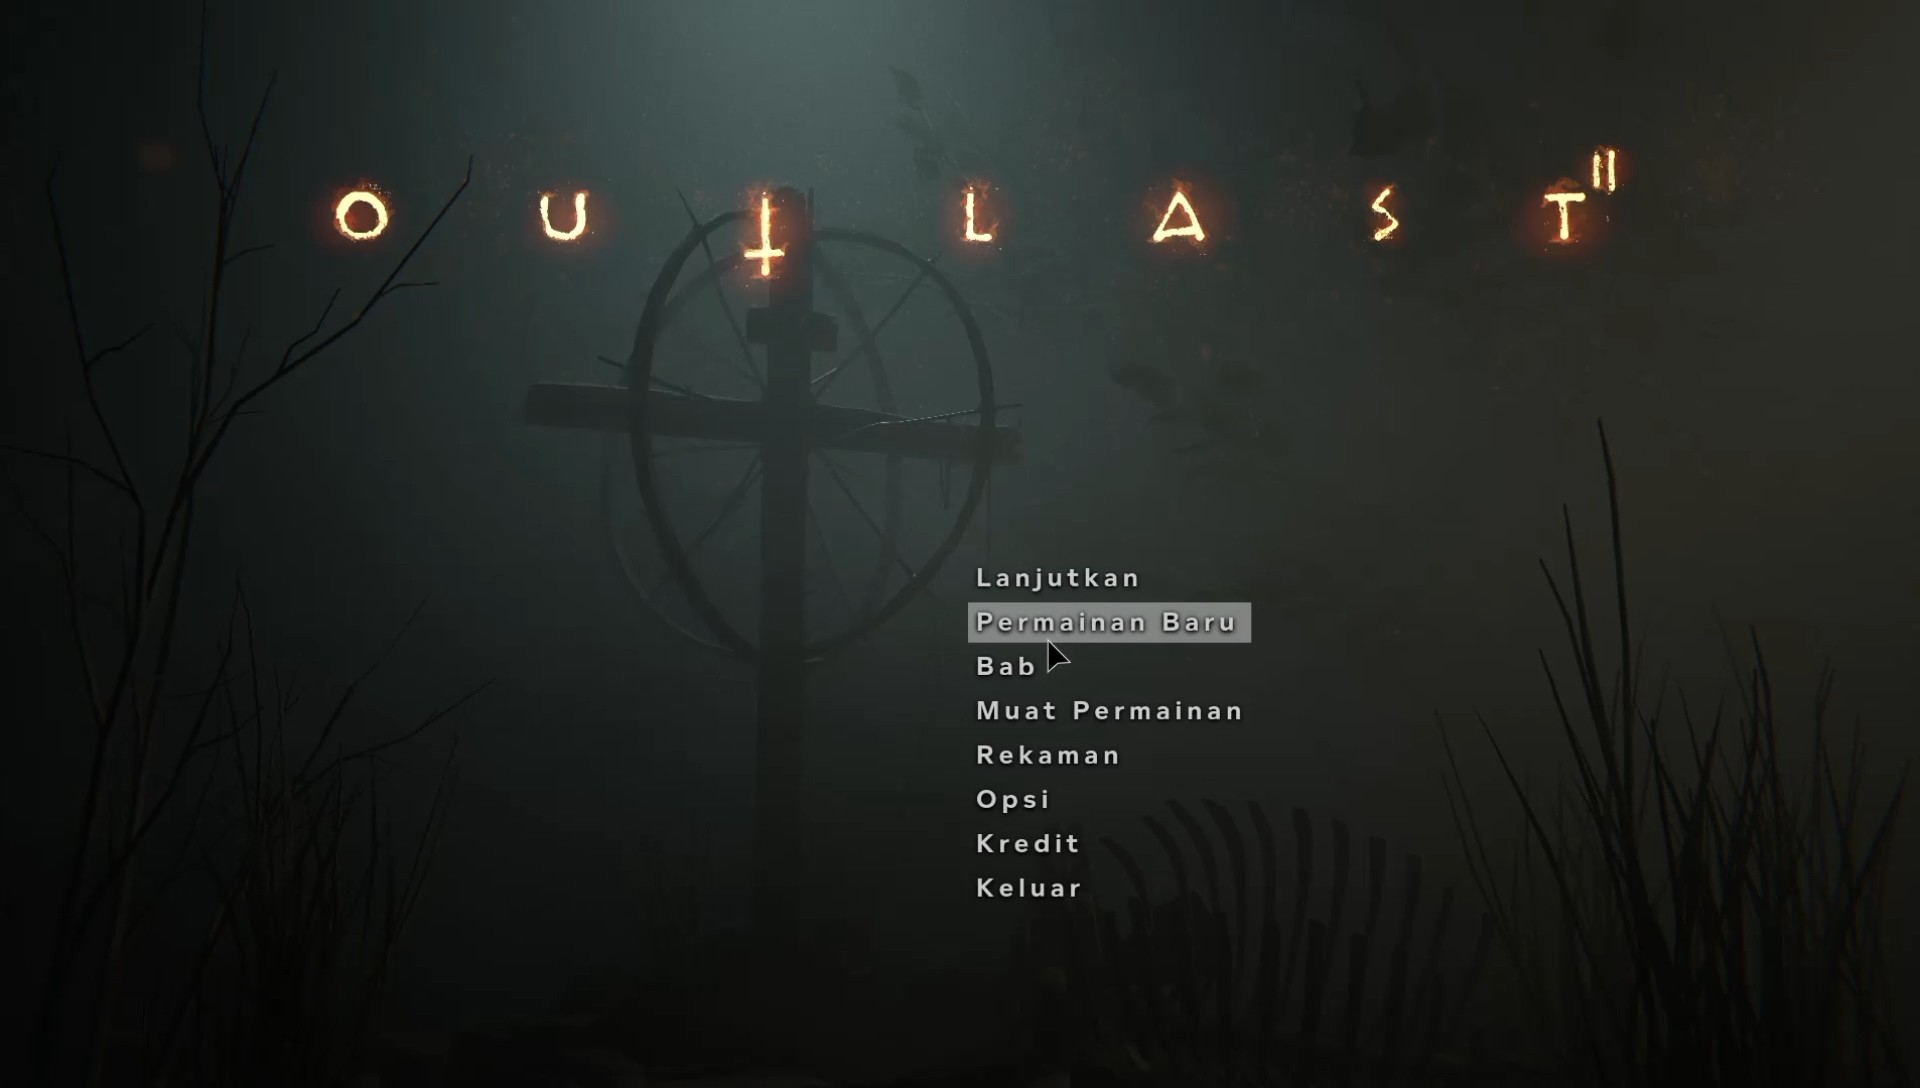 OUTLAST II
Lanjutkan
Permainan Baru
Bab
Muat Permainan
Rekaman
Opsi
Kredit
Keluar